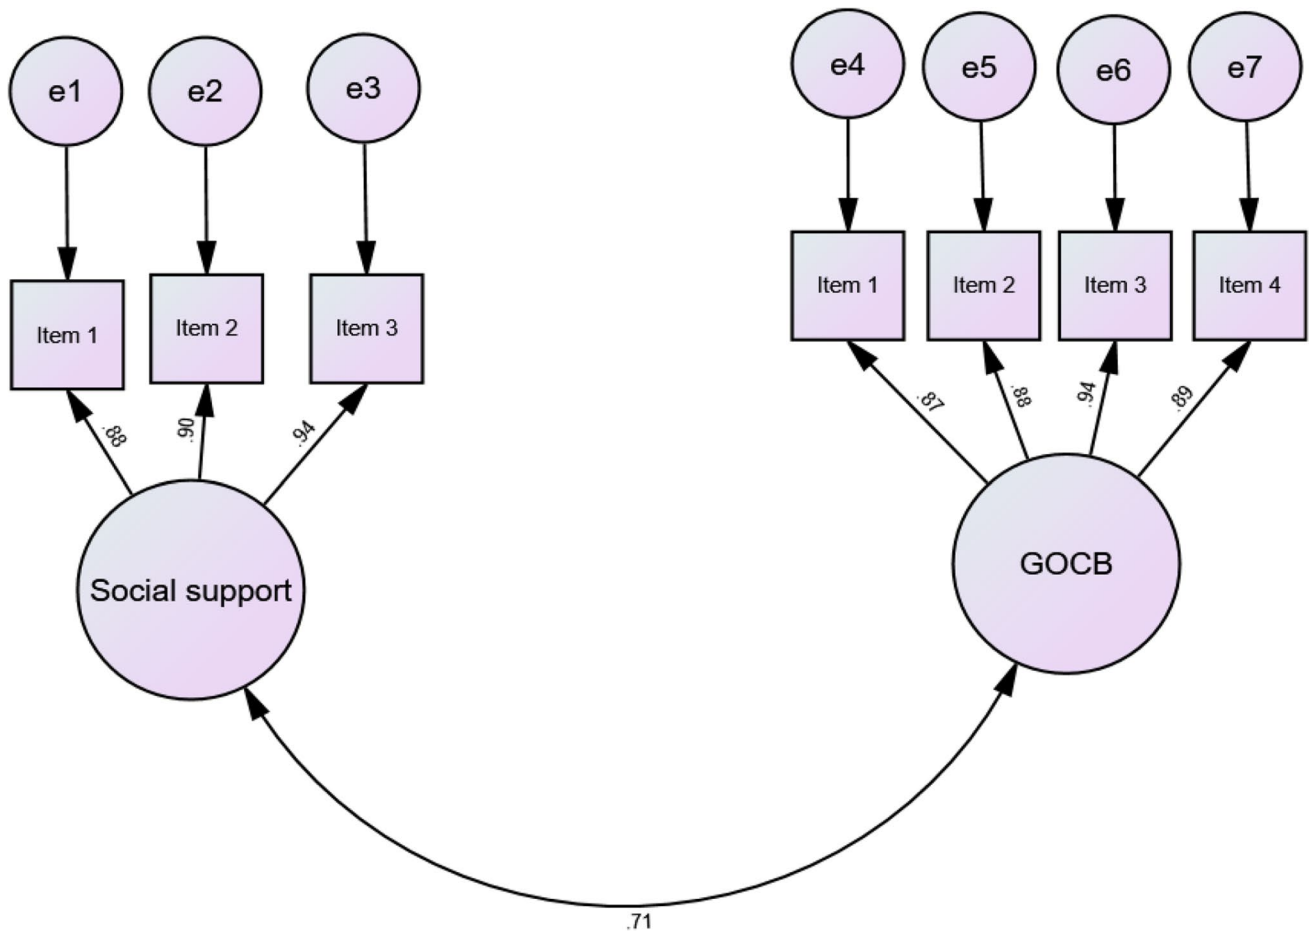 e1
e2
e3
e4
e5
e6
e7
Item 1
Item 2
Item 3
Item 1
Item 2
Item 3
Item 4
.88
.90
.94
.87
.88
.94
.89
Social support
GOCB
.71